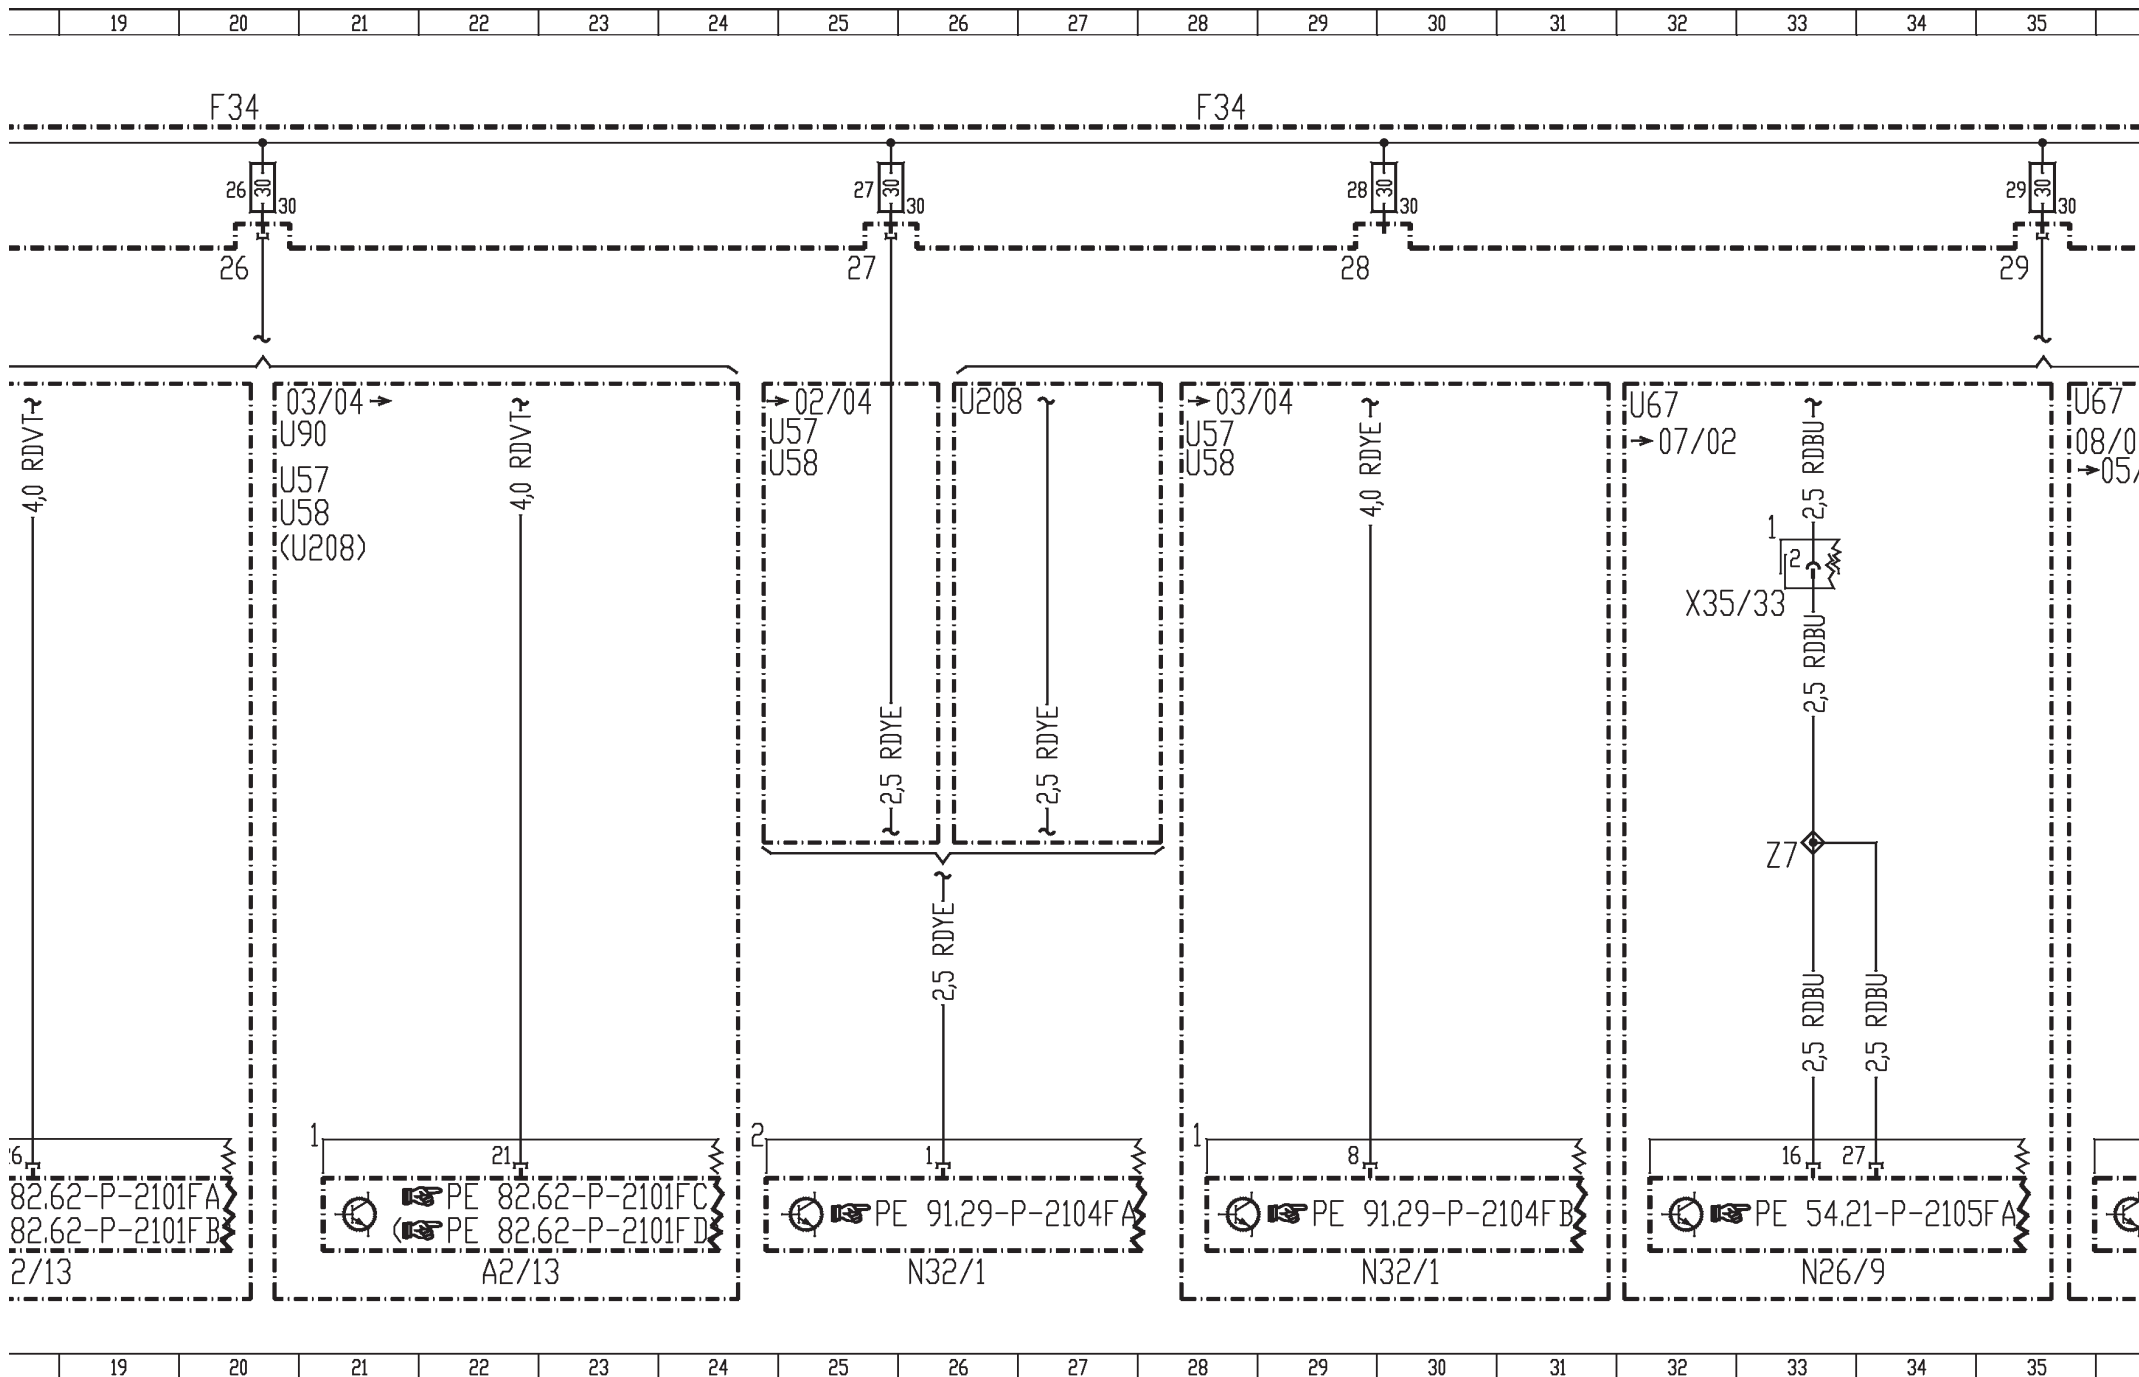 19 20 21 22 23 24 25 26 27 28 29 30 31 32 33 34 35
F34 F34
26 30 30
27 30 30
28 30 30
29 30 30
26 27 28 29
4,0 RDVT
03/04
U90
U57
U58
(U208)
4,0 RDVT
02/04
U57
U58
2,5 RDYE
U208
2,5 RDYE
2,5 RDYE
03/04
U57
U58
4,0 RDYE
U67
07/02
2,5 RDBU
1
2
X35/33
2,5 RDBU
Z7
2,5 RDBU
2,5 RDBU
U67
1 21
2 1
1 8
16 27
82.62-P-2101FA
82.62-P-2101FB
2/13
PE 82.62-P-2101FC
(PE 82.62-P-2101FD
A2/13
PE 91.29-P-2104FA
N32/1
PE 91.29-P-2104FB
N32/1
PE 54.21-P-2105FA
N26/9
19 20 21 22 23 24 25 26 27 28 29 30 31 32 33 34 35